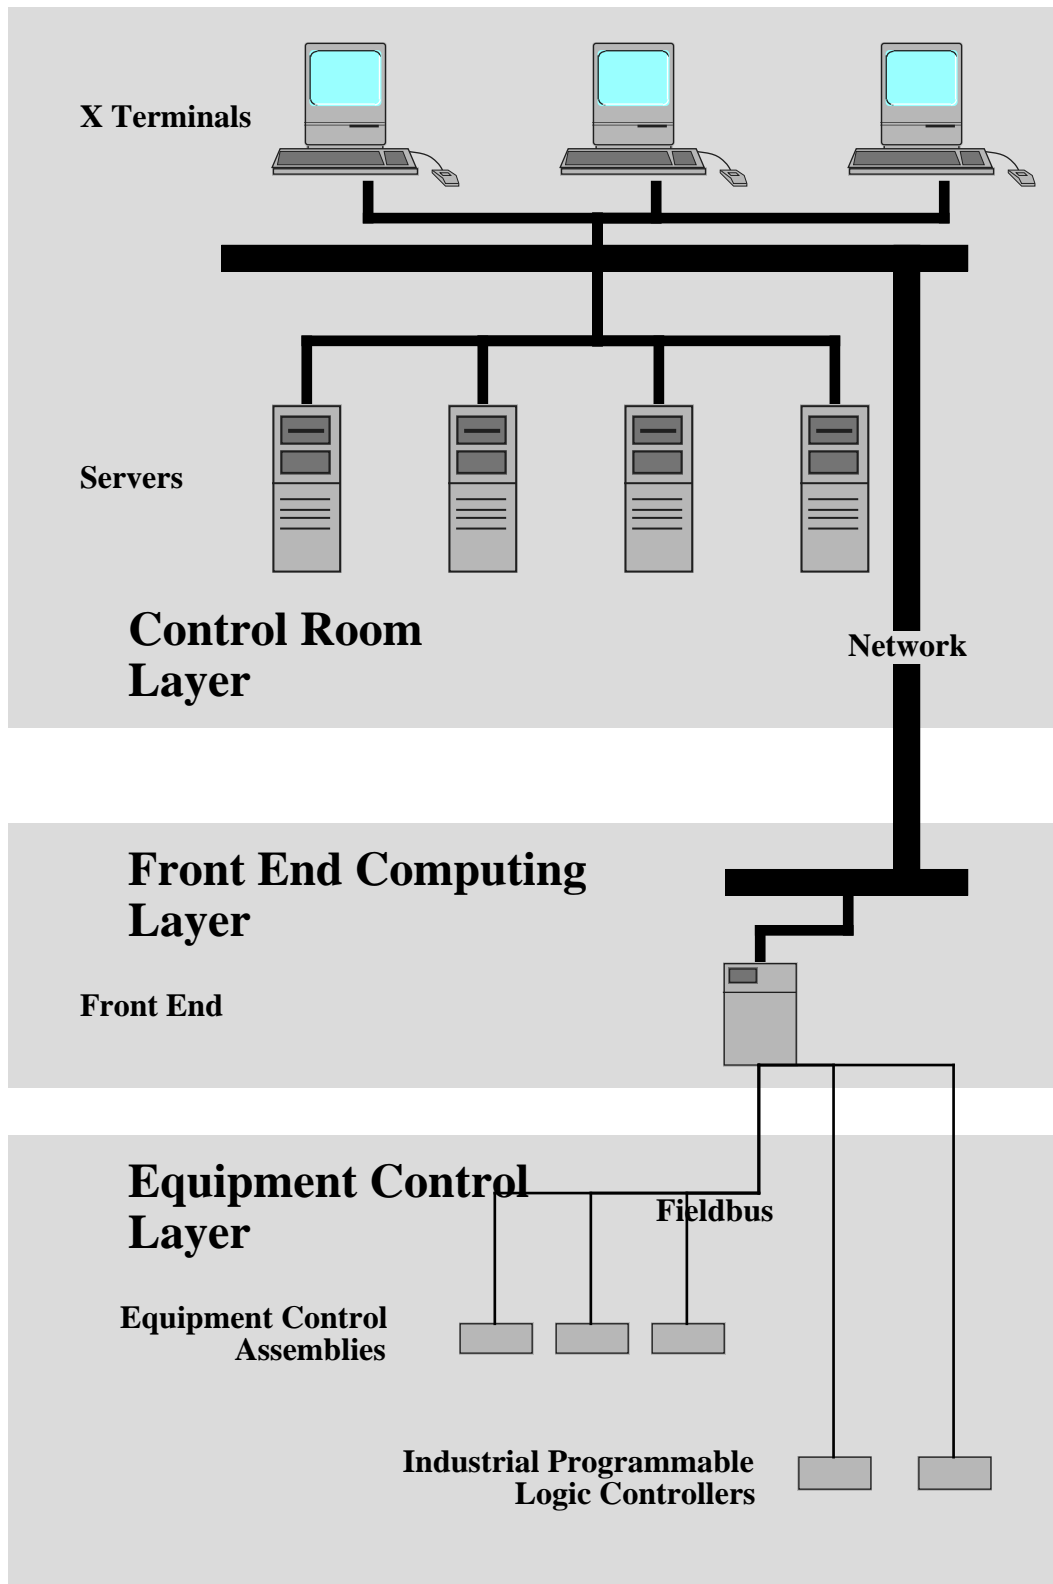 X Terminals
Servers
Control Room
Layer
Network
Front End Computing
Layer
Front End
Equipment Control
Layer
Fieldbus
Equipment Control
Assemblies
Industrial Programmable
Logic Controllers